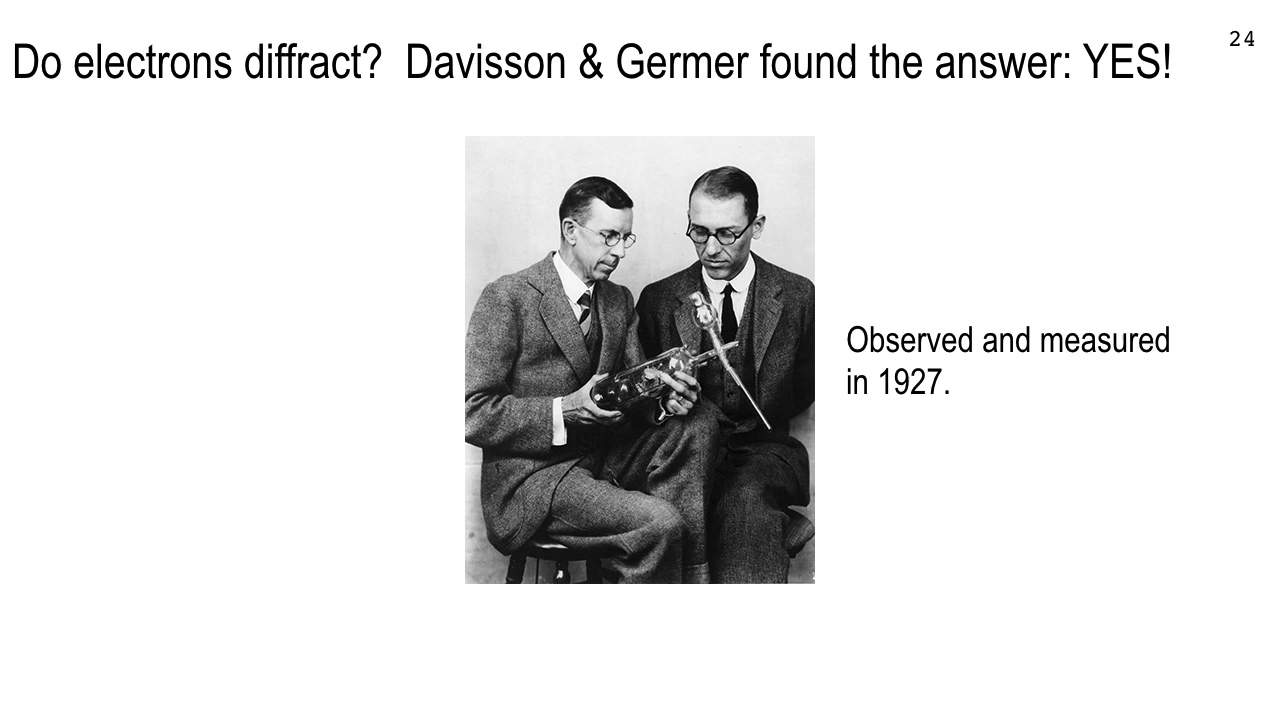 24
Do electrons diffract?  Davisson & Germer found the answer: YES!
Observed and measured
in 1927.